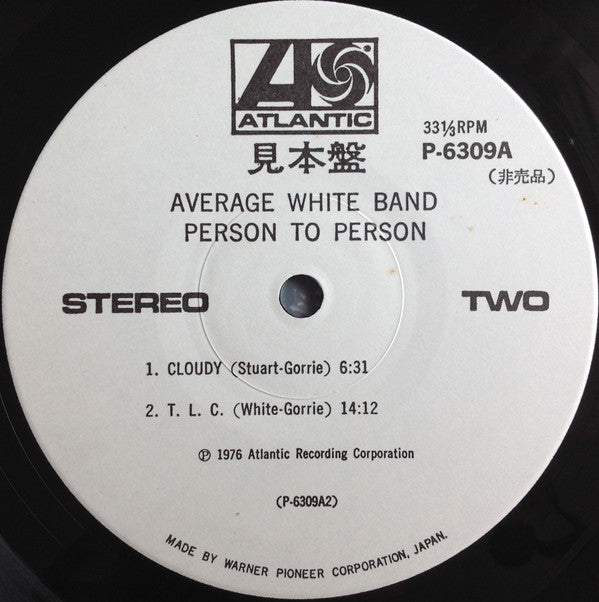 ATLANTIC
33⅓RPM
見本盤
P-6309A
(非売品)
AVERAGE WHITE BAND
PERSON TO PERSON
STEREO
TWO
1. CLOUDY (Stuart-Gorrie) 6:31
2. T. L. C. (White-Gorrie) 14:12
Ⓟ 1976 Atlantic Recording Corporation
(P-6309A2)
MADE BY WARNER PIONEER CORPORATION, JAPAN.